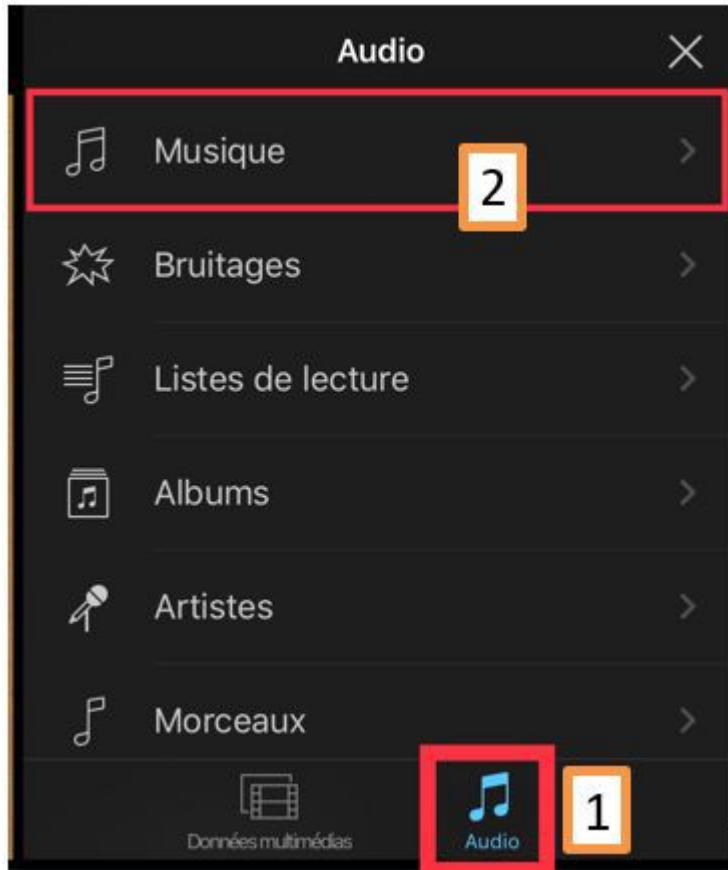 Audio
Musique
2
Bruitages
Listes de lecture
Albums
Artistes
Morceaux
Données multimédias
Audio
1